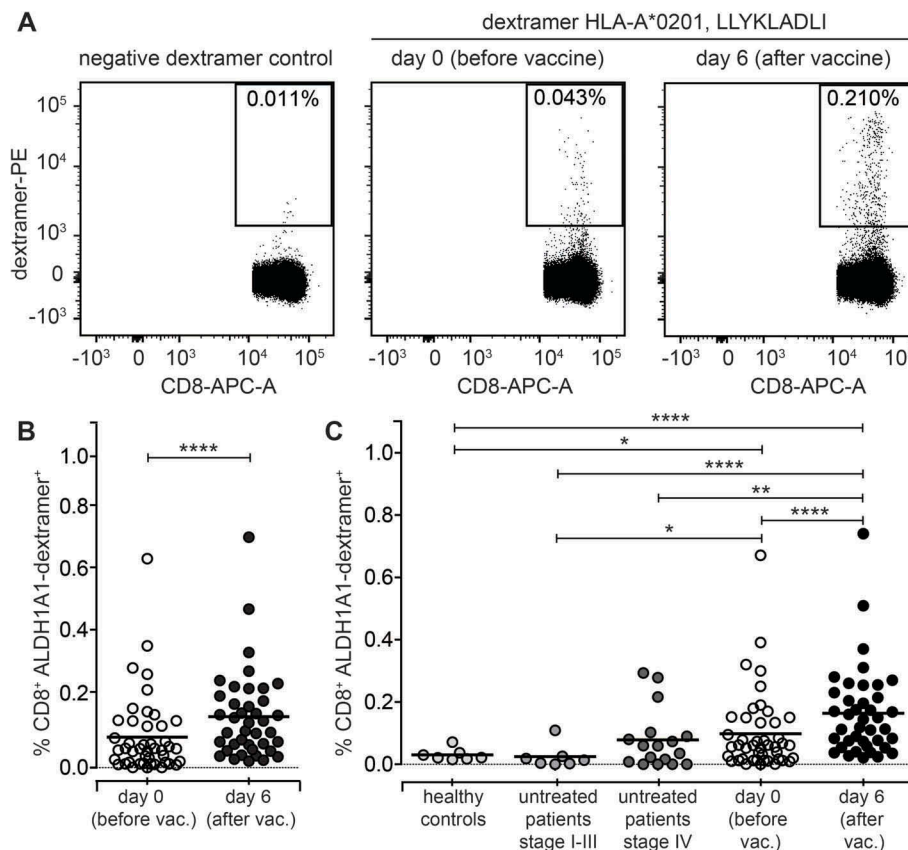 A
dextramer HLA-A*0201, LLYKLADLI
negative dextramer control
day 0 (before vaccine)
day 6 (after vaccine)
0.011%
0.043%
0.210%
dextramer-PE
10⁵
10⁴
10³
0
-10³
-10³ 0 10³ 10⁴ 10⁵
-10³ 0 10³ 10⁴ 10⁵
-10³ 0 10³ 10⁴ 10
CD8-APC-A
CD8-APC-A
CD8-APC-A
B
% CD8⁺ ALDH1A1-dextramer⁺
1.0
0.8
0.6
0.4
0.2
0.0
****
day 0
(before vac.)
day 6
(after vac.)
C
% CD8⁺ ALDH1A1-dextramer⁺
1.0
0.8
0.6
0.4
0.2
0.0
****
*
****
**
****
*
healthy
controls
untreated
patients
stage I-III
untreated
patients
stage IV
day 0
(before
vac.)
day 6
(after
vac.)